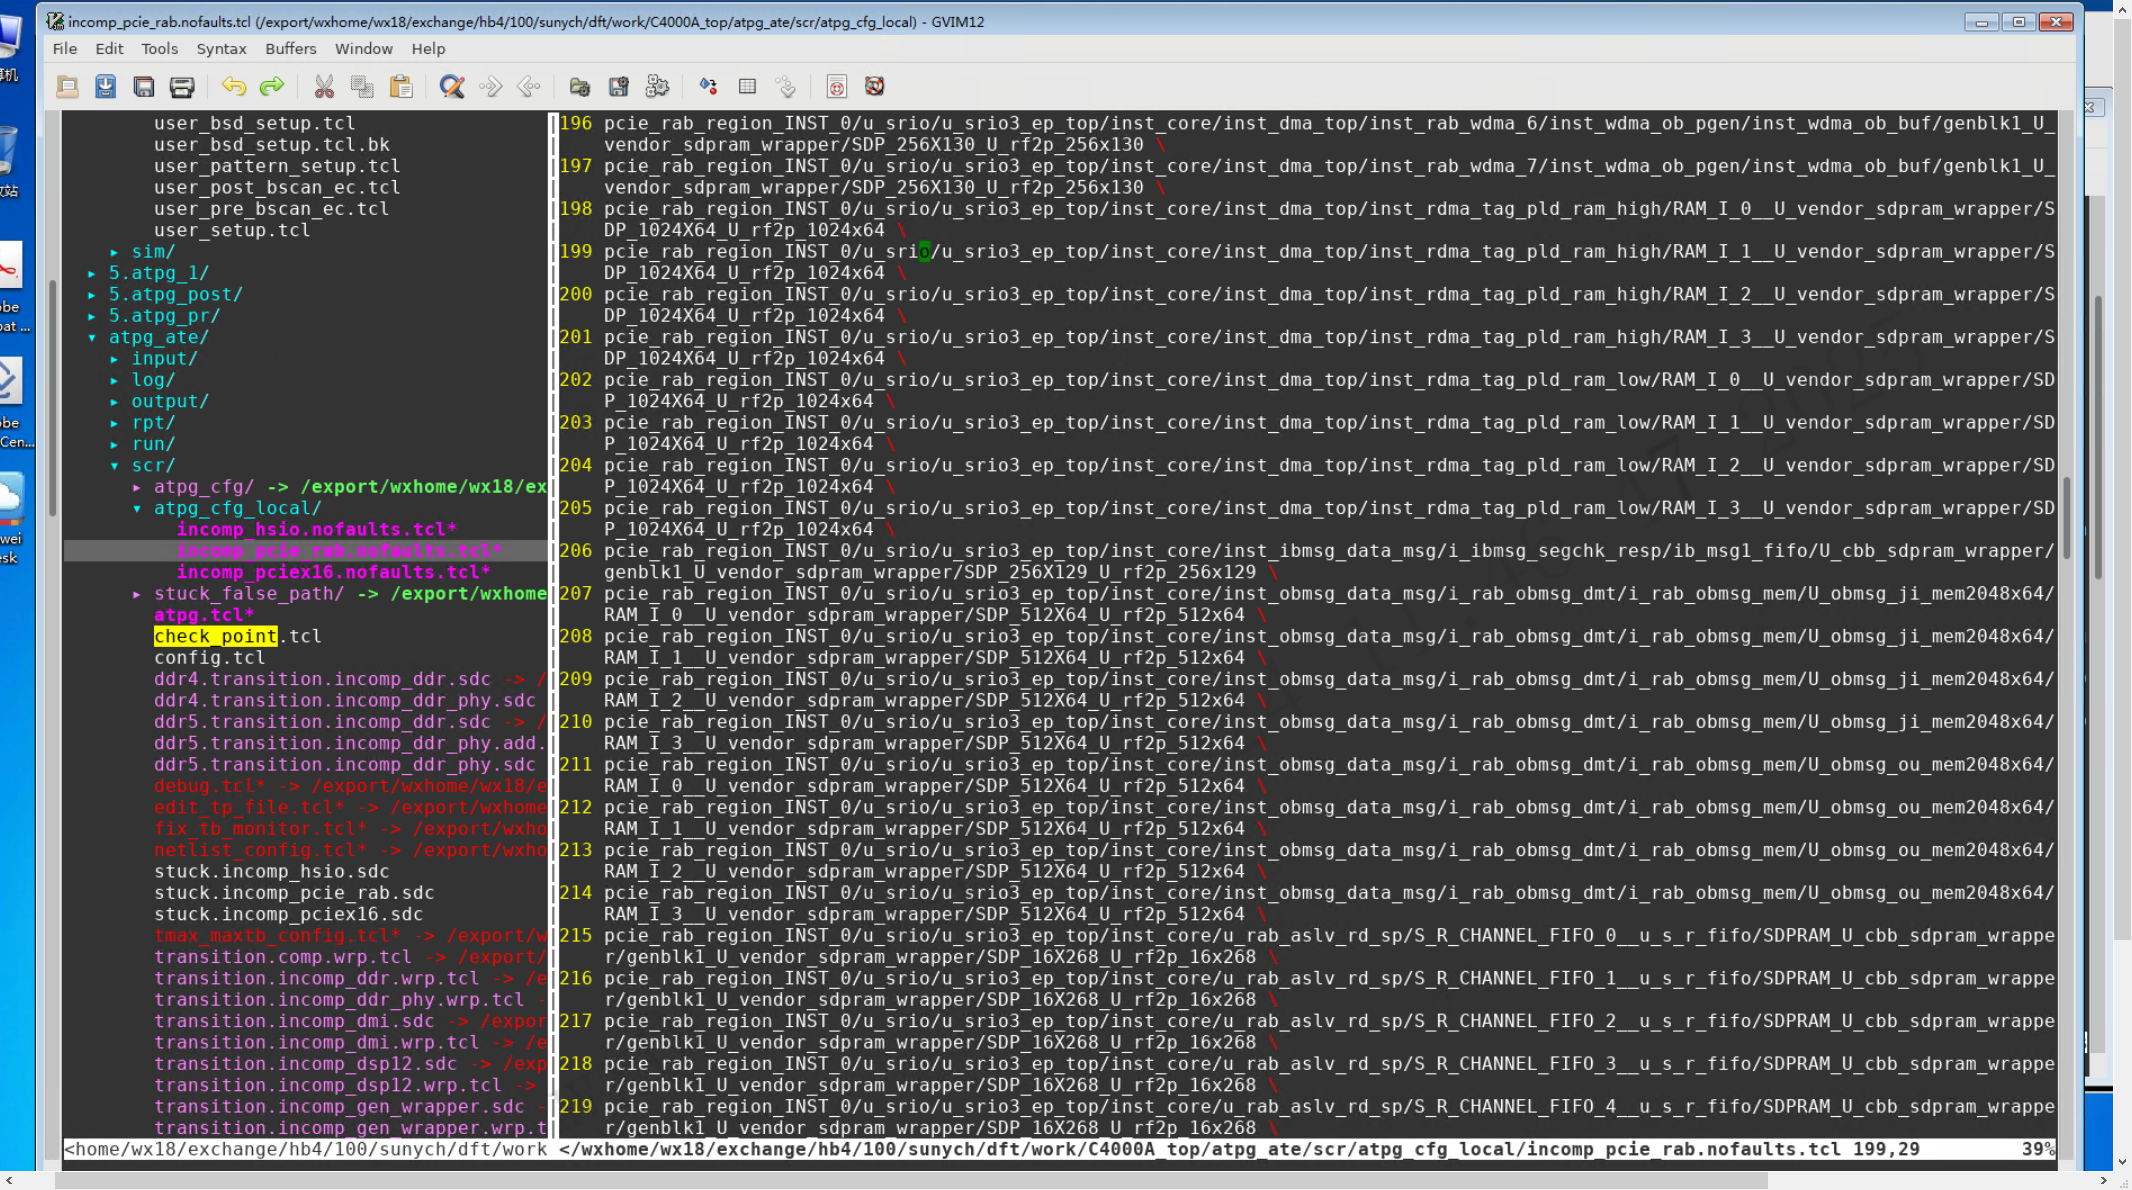 incomp_pcie_rab.nofaults.tcl (/export/wxhome/wx18/exchange/hb4/100/sunych/dft/work/C4000A_top/atpg_ate/scr/atpg_cfg_local) - GVIM12
File Edit Tools Syntax Buffers Window Help
user_bsd_setup.tcl
user_bsd_setup.tcl.bk
user_pattern_setup.tcl
user_post_bscan_ec.tcl
user_pre_bscan_ec.tcl
user_setup.tcl
▸ sim/
▸ 5.atpg_1/
▸ 5.atpg_post/
▸ 5.atpg_pr/
▾ atpg_ate/
▸ input/
▸ log/
▸ output/
▸ rpt/
▸ run/
▾ scr/
▸ atpg_cfg/ -> /export/wxhome/wx18/ex
▾ atpg_cfg_local/
incomp_hsio.nofaults.tcl*
incomp_pcie_rab.nofaults.tcl*
incomp_pciex16.nofaults.tcl*
▸ stuck_false_path/ -> /export/wxhome
atpg.tcl*
check_point.tcl
config.tcl
ddr4.transition.incomp_ddr.sdc -> /
ddr4.transition.incomp_ddr_phy.sdc
ddr5.transition.incomp_ddr.sdc -> /
ddr5.transition.incomp_ddr_phy.add.
ddr5.transition.incomp_ddr_phy.sdc
debug.tcl* -> /export/wxhome/wx18/e
edit_tp_file.tcl* -> /export/wxhome
fix_tb_monitor.tcl* -> /export/wxho
netlist_config.tcl* -> /export/wxho
stuck.incomp_hsio.sdc
stuck.incomp_pcie_rab.sdc
stuck.incomp_pciex16.sdc
tmax_maxtb_config.tcl* -> /export/w
transition.comp.wrp.tcl -> /export/
transition.incomp_ddr.wrp.tcl -> /e
transition.incomp_ddr_phy.wrp.tcl -
transition.incomp_dmi.sdc -> /expor
transition.incomp_dmi.wrp.tcl -> /e
transition.incomp_dsp12.sdc -> /exp
transition.incomp_dsp12.wrp.tcl ->
transition.incomp_gen_wrapper.sdc -
transition.incomp_gen_wrapper.wrp.t
196 pcie_rab_region_INST_0/u_srio/u_srio3_ep_top/inst_core/inst_dma_top/inst_rab_wdma_6/inst_wdma_ob_pgen/inst_wdma_ob_buf/genblk1_U_
vendor_sdpram_wrapper/SDP_256X130_U_rf2p_256x130 \
197 pcie_rab_region_INST_0/u_srio/u_srio3_ep_top/inst_core/inst_dma_top/inst_rab_wdma_7/inst_wdma_ob_pgen/inst_wdma_ob_buf/genblk1_U_
vendor_sdpram_wrapper/SDP_256X130_U_rf2p_256x130 \
198 pcie_rab_region_INST_0/u_srio/u_srio3_ep_top/inst_core/inst_dma_top/inst_rdma_tag_pld_ram_high/RAM_I_0__U_vendor_sdpram_wrapper/S
DP_1024X64_U_rf2p_1024x64 \
199 pcie_rab_region_INST_0/u_srio/u_srio3_ep_top/inst_core/inst_dma_top/inst_rdma_tag_pld_ram_high/RAM_I_1__U_vendor_sdpram_wrapper/S
DP_1024X64_U_rf2p_1024x64 \
200 pcie_rab_region_INST_0/u_srio/u_srio3_ep_top/inst_core/inst_dma_top/inst_rdma_tag_pld_ram_high/RAM_I_2__U_vendor_sdpram_wrapper/S
DP_1024X64_U_rf2p_1024x64 \
201 pcie_rab_region_INST_0/u_srio/u_srio3_ep_top/inst_core/inst_dma_top/inst_rdma_tag_pld_ram_high/RAM_I_3__U_vendor_sdpram_wrapper/S
DP_1024X64_U_rf2p_1024x64 \
202 pcie_rab_region_INST_0/u_srio/u_srio3_ep_top/inst_core/inst_dma_top/inst_rdma_tag_pld_ram_low/RAM_I_0__U_vendor_sdpram_wrapper/SD
P_1024X64_U_rf2p_1024x64 \
203 pcie_rab_region_INST_0/u_srio/u_srio3_ep_top/inst_core/inst_dma_top/inst_rdma_tag_pld_ram_low/RAM_I_1__U_vendor_sdpram_wrapper/SD
P_1024X64_U_rf2p_1024x64 \
204 pcie_rab_region_INST_0/u_srio/u_srio3_ep_top/inst_core/inst_dma_top/inst_rdma_tag_pld_ram_low/RAM_I_2__U_vendor_sdpram_wrapper/SD
P_1024X64_U_rf2p_1024x64 \
205 pcie_rab_region_INST_0/u_srio/u_srio3_ep_top/inst_core/inst_dma_top/inst_rdma_tag_pld_ram_low/RAM_I_3__U_vendor_sdpram_wrapper/SD
P_1024X64_U_rf2p_1024x64 \
206 pcie_rab_region_INST_0/u_srio/u_srio3_ep_top/inst_core/inst_ibmsg_data_msg/i_ibmsg_segchk_resp/ib_msg1_fifo/U_cbb_sdpram_wrapper/
genblk1_U_vendor_sdpram_wrapper/SDP_256X129_U_rf2p_256x129 \
207 pcie_rab_region_INST_0/u_srio/u_srio3_ep_top/inst_core/inst_obmsg_data_msg/i_rab_obmsg_dmt/i_rab_obmsg_mem/U_obmsg_ji_mem2048x64/
RAM_I_0__U_vendor_sdpram_wrapper/SDP_512X64_U_rf2p_512x64 \
208 pcie_rab_region_INST_0/u_srio/u_srio3_ep_top/inst_core/inst_obmsg_data_msg/i_rab_obmsg_dmt/i_rab_obmsg_mem/U_obmsg_ji_mem2048x64/
RAM_I_1__U_vendor_sdpram_wrapper/SDP_512X64_U_rf2p_512x64 \
209 pcie_rab_region_INST_0/u_srio/u_srio3_ep_top/inst_core/inst_obmsg_data_msg/i_rab_obmsg_dmt/i_rab_obmsg_mem/U_obmsg_ji_mem2048x64/
RAM_I_2__U_vendor_sdpram_wrapper/SDP_512X64_U_rf2p_512x64 \
210 pcie_rab_region_INST_0/u_srio/u_srio3_ep_top/inst_core/inst_obmsg_data_msg/i_rab_obmsg_dmt/i_rab_obmsg_mem/U_obmsg_ji_mem2048x64/
RAM_I_3__U_vendor_sdpram_wrapper/SDP_512X64_U_rf2p_512x64 \
211 pcie_rab_region_INST_0/u_srio/u_srio3_ep_top/inst_core/inst_obmsg_data_msg/i_rab_obmsg_dmt/i_rab_obmsg_mem/U_obmsg_ou_mem2048x64/
RAM_I_0__U_vendor_sdpram_wrapper/SDP_512X64_U_rf2p_512x64 \
212 pcie_rab_region_INST_0/u_srio/u_srio3_ep_top/inst_core/inst_obmsg_data_msg/i_rab_obmsg_dmt/i_rab_obmsg_mem/U_obmsg_ou_mem2048x64/
RAM_I_1__U_vendor_sdpram_wrapper/SDP_512X64_U_rf2p_512x64 \
213 pcie_rab_region_INST_0/u_srio/u_srio3_ep_top/inst_core/inst_obmsg_data_msg/i_rab_obmsg_dmt/i_rab_obmsg_mem/U_obmsg_ou_mem2048x64/
RAM_I_2__U_vendor_sdpram_wrapper/SDP_512X64_U_rf2p_512x64 \
214 pcie_rab_region_INST_0/u_srio/u_srio3_ep_top/inst_core/inst_obmsg_data_msg/i_rab_obmsg_dmt/i_rab_obmsg_mem/U_obmsg_ou_mem2048x64/
RAM_I_3__U_vendor_sdpram_wrapper/SDP_512X64_U_rf2p_512x64 \
215 pcie_rab_region_INST_0/u_srio/u_srio3_ep_top/inst_core/u_rab_aslv_rd_sp/S_R_CHANNEL_FIFO_0__u_s_r_fifo/SDPRAM_U_cbb_sdpram_wrappe
r/genblk1_U_vendor_sdpram_wrapper/SDP_16X268_U_rf2p_16x268 \
216 pcie_rab_region_INST_0/u_srio/u_srio3_ep_top/inst_core/u_rab_aslv_rd_sp/S_R_CHANNEL_FIFO_1__u_s_r_fifo/SDPRAM_U_cbb_sdpram_wrappe
r/genblk1_U_vendor_sdpram_wrapper/SDP_16X268_U_rf2p_16x268 \
217 pcie_rab_region_INST_0/u_srio/u_srio3_ep_top/inst_core/u_rab_aslv_rd_sp/S_R_CHANNEL_FIFO_2__u_s_r_fifo/SDPRAM_U_cbb_sdpram_wrappe
r/genblk1_U_vendor_sdpram_wrapper/SDP_16X268_U_rf2p_16x268 \
218 pcie_rab_region_INST_0/u_srio/u_srio3_ep_top/inst_core/u_rab_aslv_rd_sp/S_R_CHANNEL_FIFO_3__u_s_r_fifo/SDPRAM_U_cbb_sdpram_wrappe
r/genblk1_U_vendor_sdpram_wrapper/SDP_16X268_U_rf2p_16x268 \
219 pcie_rab_region_INST_0/u_srio/u_srio3_ep_top/inst_core/u_rab_aslv_rd_sp/S_R_CHANNEL_FIFO_4__u_s_r_fifo/SDPRAM_U_cbb_sdpram_wrappe
r/genblk1_U_vendor_sdpram_wrapper/SDP_16X268_U_rf2p_16x268 \
<home/wx18/exchange/hb4/100/sunych/dft/work </wxhome/wx18/exchange/hb4/100/sunych/dft/work/C4000A_top/atpg_ate/scr/atpg_cfg_local/incomp_pcie_rab.nofaults.tcl 199,29 39%